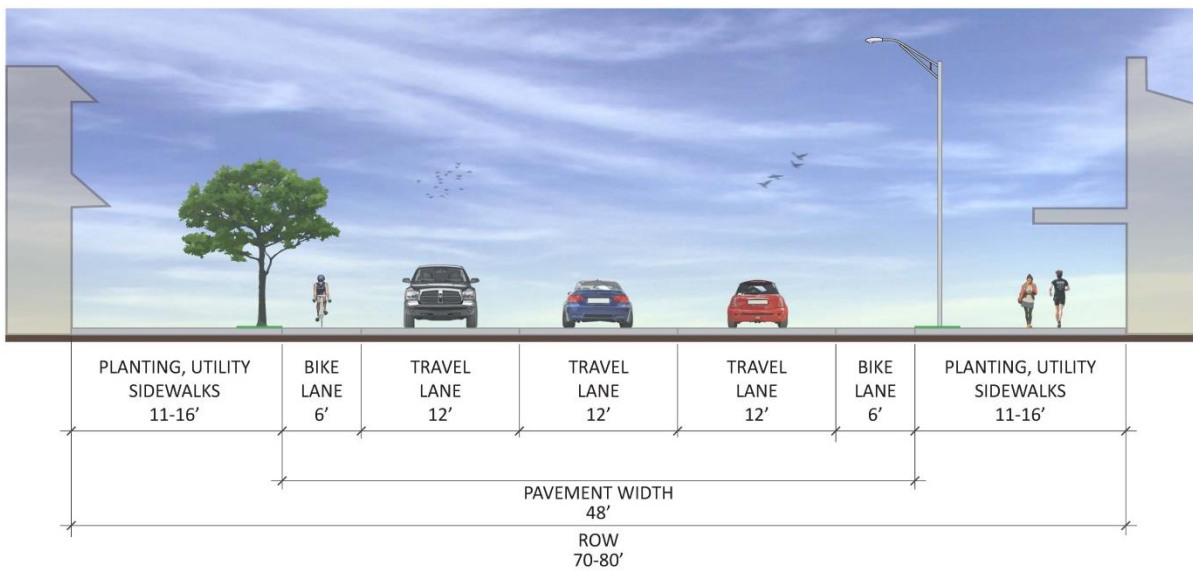 PLANTING, UTILITY
SIDEWALKS
11-16’
BIKE
LANE
6’
TRAVEL
LANE
12’
TRAVEL
LANE
12’
TRAVEL
LANE
12’
BIKE
LANE
6’
PLANTING, UTILITY
SIDEWALKS
11-16’
PAVEMENT WIDTH
48’
ROW
70-80’